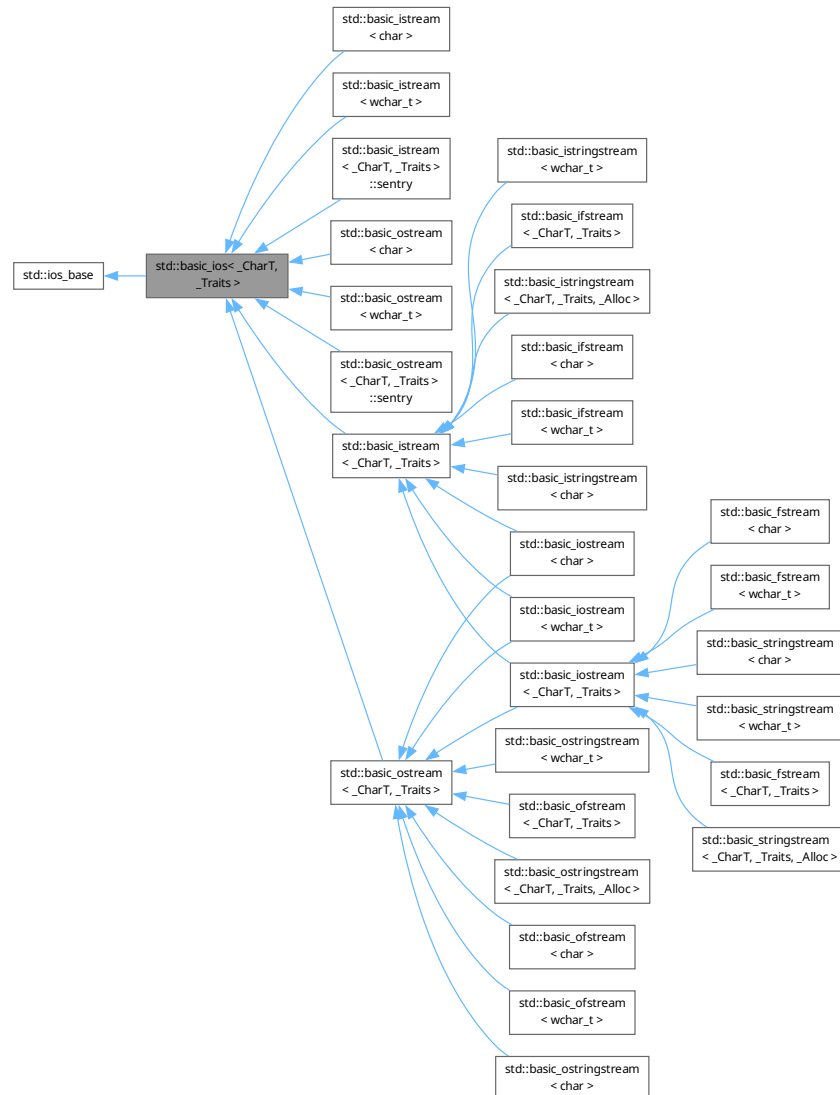 std::basic_istream
< char >
std::basic_istream
< wchar_t >
std::basic_istream
< _CharT, _Traits >
::sentry
std::basic_ostream
< char >
std::ios_base
std::basic_ios< _CharT,
_Traits >
std::basic_ostream
< wchar_t >
std::basic_ostream
< _CharT, _Traits >
::sentry
std::basic_istream
< _CharT, _Traits >
std::basic_istringstream
< wchar_t >
std::basic_ifstream
< _CharT, _Traits >
std::basic_istringstream
< _CharT, _Traits, _Alloc >
std::basic_ifstream
< char >
std::basic_ifstream
< wchar_t >
std::basic_istringstream
< char >
std::basic_iostream
< char >
std::basic_iostream
< wchar_t >
std::basic_iostream
< _CharT, _Traits >
std::basic_fstream
< char >
std::basic_fstream
< wchar_t >
std::basic_stringstream
< char >
std::basic_stringstream
< wchar_t >
std::basic_fstream
< _CharT, _Traits >
std::basic_stringstream
< _CharT, _Traits, _Alloc >
std::basic_ostream
< _CharT, _Traits >
std::basic_ostringstream
< wchar_t >
std::basic_ofstream
< _CharT, _Traits >
std::basic_ostringstream
< _CharT, _Traits, _Alloc >
std::basic_ofstream
< char >
std::basic_ofstream
< wchar_t >
std::basic_ostringstream
< char >